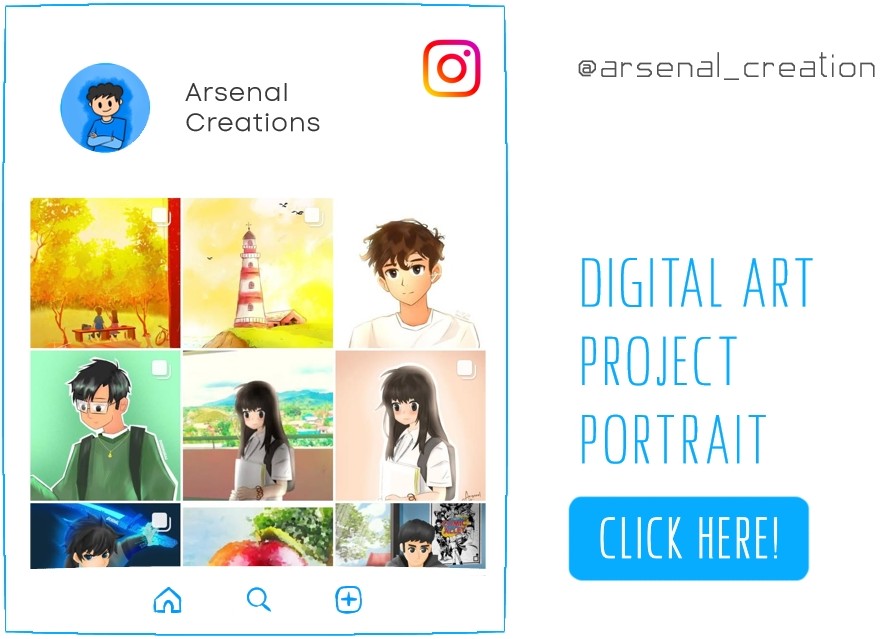 Arsenal
Creations
@arsenal_creation
DIGITAL ART
PROJECT
PORTRAIT
CLICK HERE!